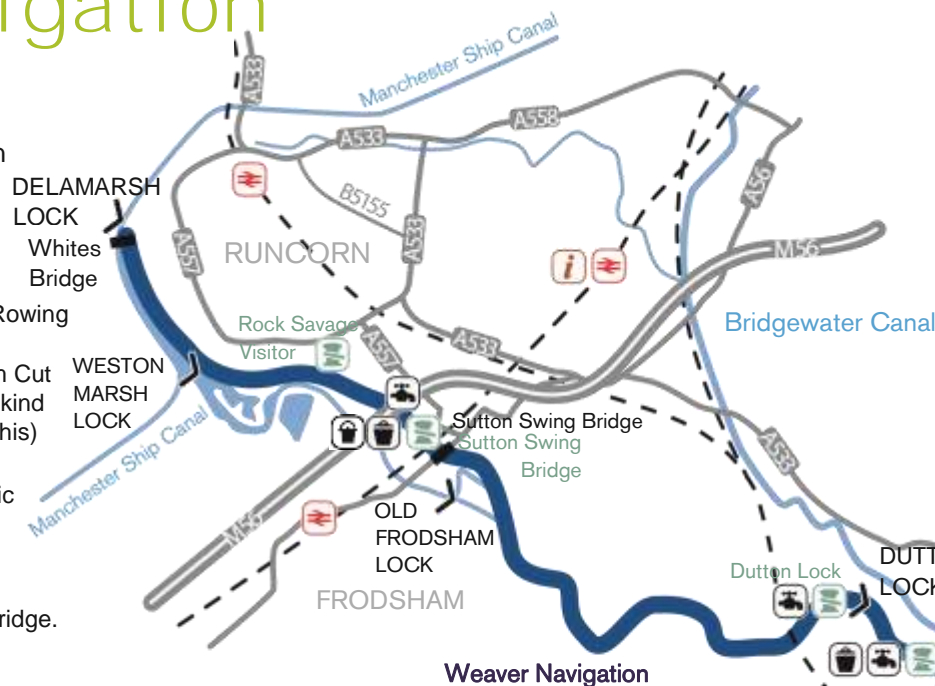 igation
A533
Manchester Ship Canal
A533
A558
DELAMARSH
LOCK
B5155
A56
Whites
Bridge
A557
RUNCORN
A533
M56
Rowing
Rock Savage
Visitor
A557
A533
Bridgewater Canal
n Cut
kind
his)
WESTON
MARSH
LOCK
Manchester Ship Canal
Sutton Swing Bridge
Sutton Swing
Bridge
A533
ic
M56
OLD
FRODSHAM
LOCK
DUTT
LOCK
Dutton Lock
FRODSHAM
ridge.
Weaver Navigation